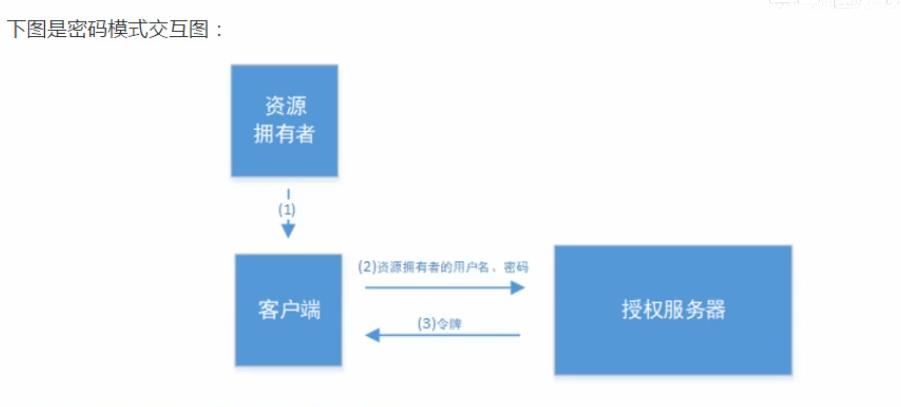 下图是密码模式交互图：
资源
拥有者
(1)
(2)资源拥有者的用户名、密码
客户端
授权服务器
(3)令牌